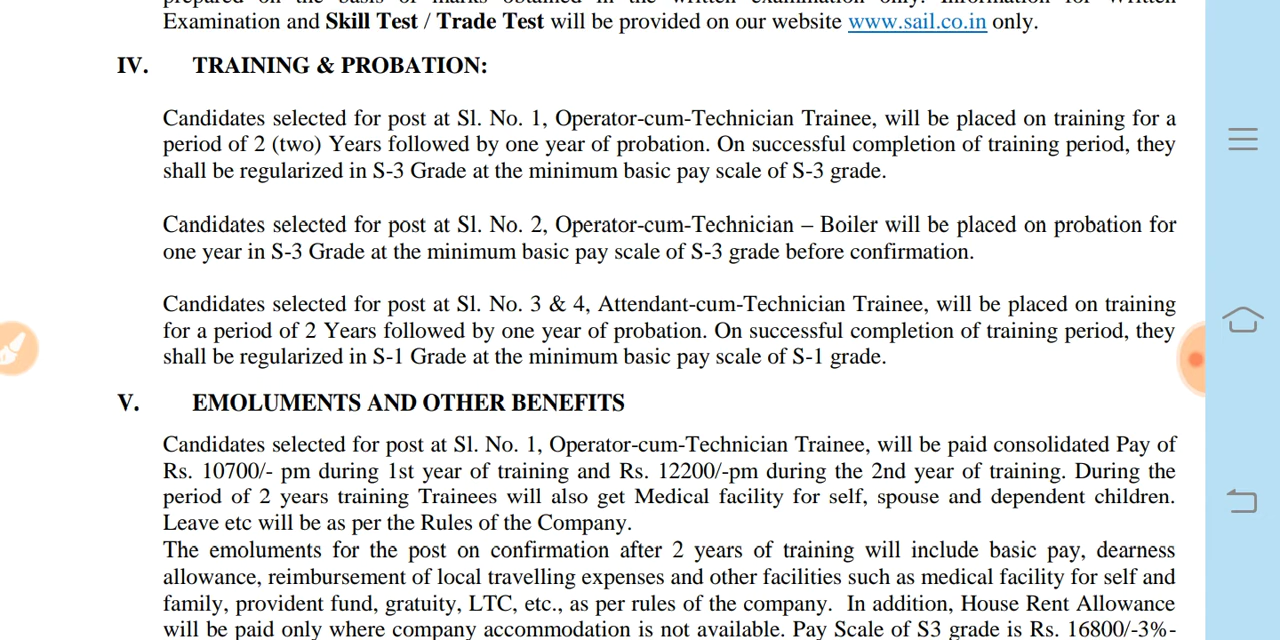 prepared on the basis of marks obtained in the written examination only. Information for Written
Examination and Skill Test / Trade Test will be provided on our website www.sail.co.in only.
IV. TRAINING & PROBATION:
Candidates selected for post at Sl. No. 1, Operator-cum-Technician Trainee, will be placed on training for a
period of 2 (two) Years followed by one year of probation. On successful completion of training period, they
shall be regularized in S-3 Grade at the minimum basic pay scale of S-3 grade.
Candidates selected for post at Sl. No. 2, Operator-cum-Technician – Boiler will be placed on probation for
one year in S-3 Grade at the minimum basic pay scale of S-3 grade before confirmation.
Candidates selected for post at Sl. No. 3 & 4, Attendant-cum-Technician Trainee, will be placed on training
for a period of 2 Years followed by one year of probation. On successful completion of training period, they
shall be regularized in S-1 Grade at the minimum basic pay scale of S-1 grade.
V. EMOLUMENTS AND OTHER BENEFITS
Candidates selected for post at Sl. No. 1, Operator-cum-Technician Trainee, will be paid consolidated Pay of
Rs. 10700/- pm during 1st year of training and Rs. 12200/-pm during the 2nd year of training. During the
period of 2 years training Trainees will also get Medical facility for self, spouse and dependent children.
Leave etc will be as per the Rules of the Company.
The emoluments for the post on confirmation after 2 years of training will include basic pay, dearness
allowance, reimbursement of local travelling expenses and other facilities such as medical facility for self and
family, provident fund, gratuity, LTC, etc., as per rules of the company. In addition, House Rent Allowance
will be paid only where company accommodation is not available. Pay Scale of S3 grade is Rs. 16800/-3%-